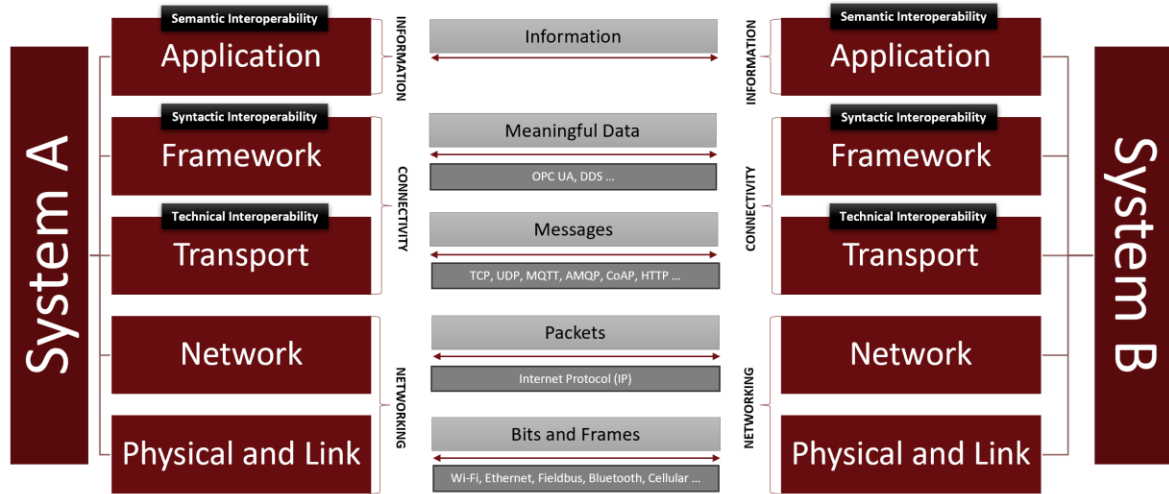 System A
Semantic Interoperability
Application
Syntactic Interoperability
Framework
Technical Interoperability
Transport
Network
Physical and Link
INFORMATION
CONNECTIVITY
NETWORKING
Information
Meaningful Data
OPC UA, DDS ...
Messages
TCP, UDP, MQTT, AMQP, CoAP, HTTP ...
Packets
Internet Protocol (IP)
Bits and Frames
Wi-Fi, Ethernet, Fieldbus, Bluetooth, Cellular ...
INFORMATION
CONNECTIVITY
NETWORKING
Semantic Interoperability
Application
Syntactic Interoperability
Framework
Technical Interoperability
Transport
Network
Physical and Link
System B